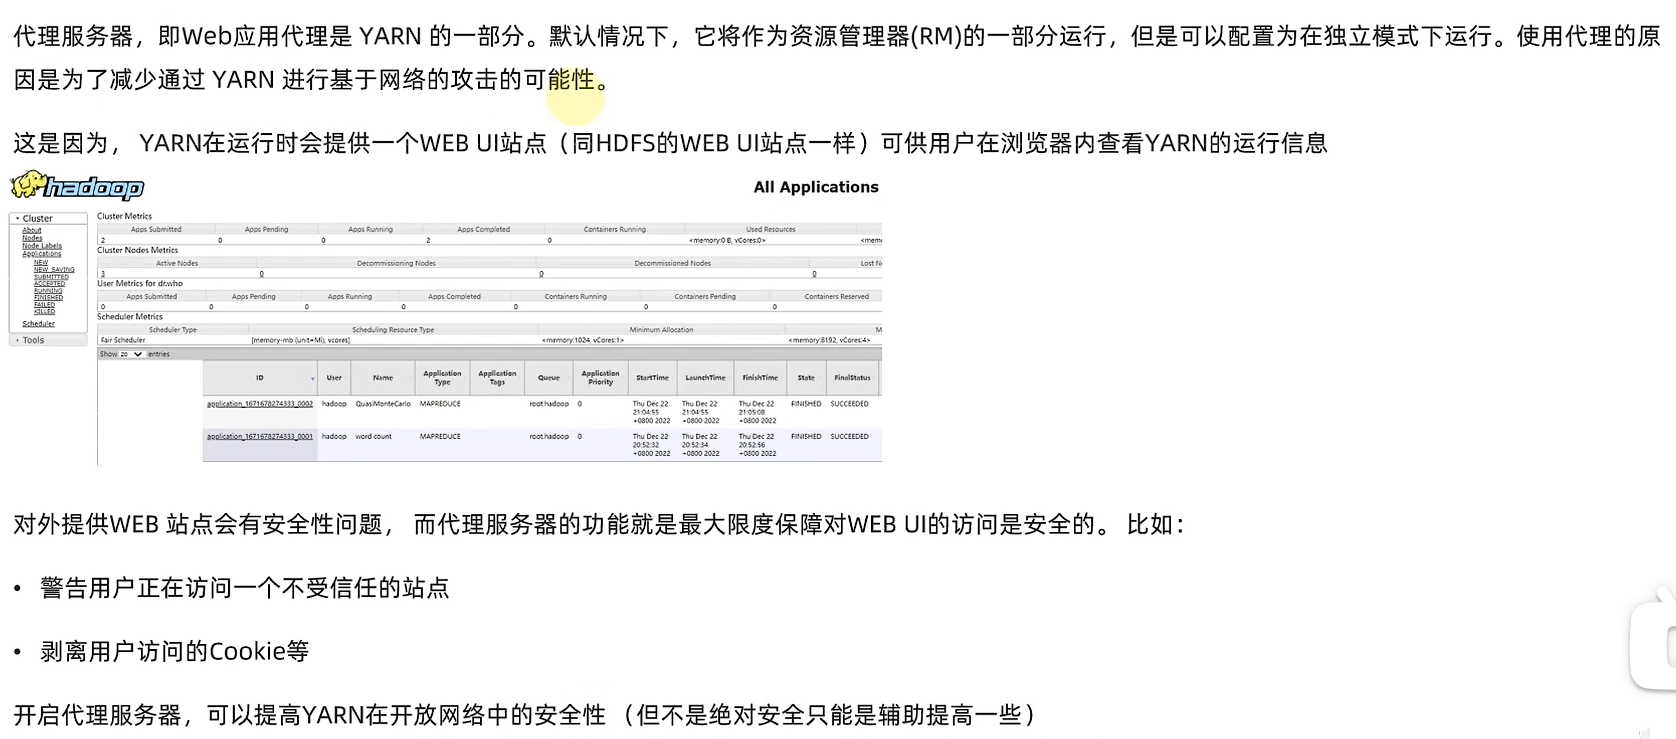 代理服务器，即Web应用代理是 YARN 的一部分。默认情况下，它将作为资源管理器(RM)的一部分运行，但是可以配置为在独立模式下运行。使用代理的原
因是为了减少通过 YARN 进行基于网络的攻击的可能性。
这是因为， YARN在运行时会提供一个WEB UI站点（同HDFS的WEB UI站点一样）可供用户在浏览器内查看YARN的运行信息
hadoop
All Applications
Cluster
About
Nodes
Node Labels
Applications
NEW
NEW_SAVING
SUBMITTED
ACCEPTED
RUNNING
FINISHED
FAILED
KILLED
Scheduler
Tools
Cluster Metrics
Apps Submitted Apps Pending Apps Running Apps Completed Containers Running Used Resources
2 0 0 2 0 <memory:0 B, vCores:0> <mem
Cluster Nodes Metrics
Active Nodes Decommissioning Nodes Decommissioned Nodes Lost N
3 0 0 0
User Metrics for dr.who
Apps Submitted Apps Pending Apps Running Apps Completed Containers Running Containers Pending Containers Reserved
0 0 0 0 0 0 0
Scheduler Metrics
Scheduler Type Scheduling Resource Type Minimum Allocation M
Fair Scheduler [memory-mb (unit=Mi), vcores] <memory:1024, vCores:1> <memory:8192, vCores:4>
Show 20 entries
ID User Name Application Type Application Tags Queue Application Priority StartTime LaunchTime FinishTime State FinalStatus
application_1671678274333_0002 hadoop QuasiMonteCarlo MAPREDUCE root.hadoop 0 Thu Dec 22 21:04:55 +0800 2022 Thu Dec 22 21:04:55 +0800 2022 Thu Dec 22 21:05:08 +0800 2022 FINISHED SUCCEEDED
application_1671678274333_0001 hadoop word count MAPREDUCE root.hadoop 0 Thu Dec 22 20:52:32 +0800 2022 Thu Dec 22 20:52:34 +0800 2022 Thu Dec 22 20:52:56 +0800 2022 FINISHED SUCCEEDED
对外提供WEB 站点会有安全性问题， 而代理服务器的功能就是最大限度保障对WEB UI的访问是安全的。 比如：
• 警告用户正在访问一个不受信任的站点
• 剥离用户访问的Cookie等
开启代理服务器，可以提高YARN在开放网络中的安全性 （但不是绝对安全只能是辅助提高一些）